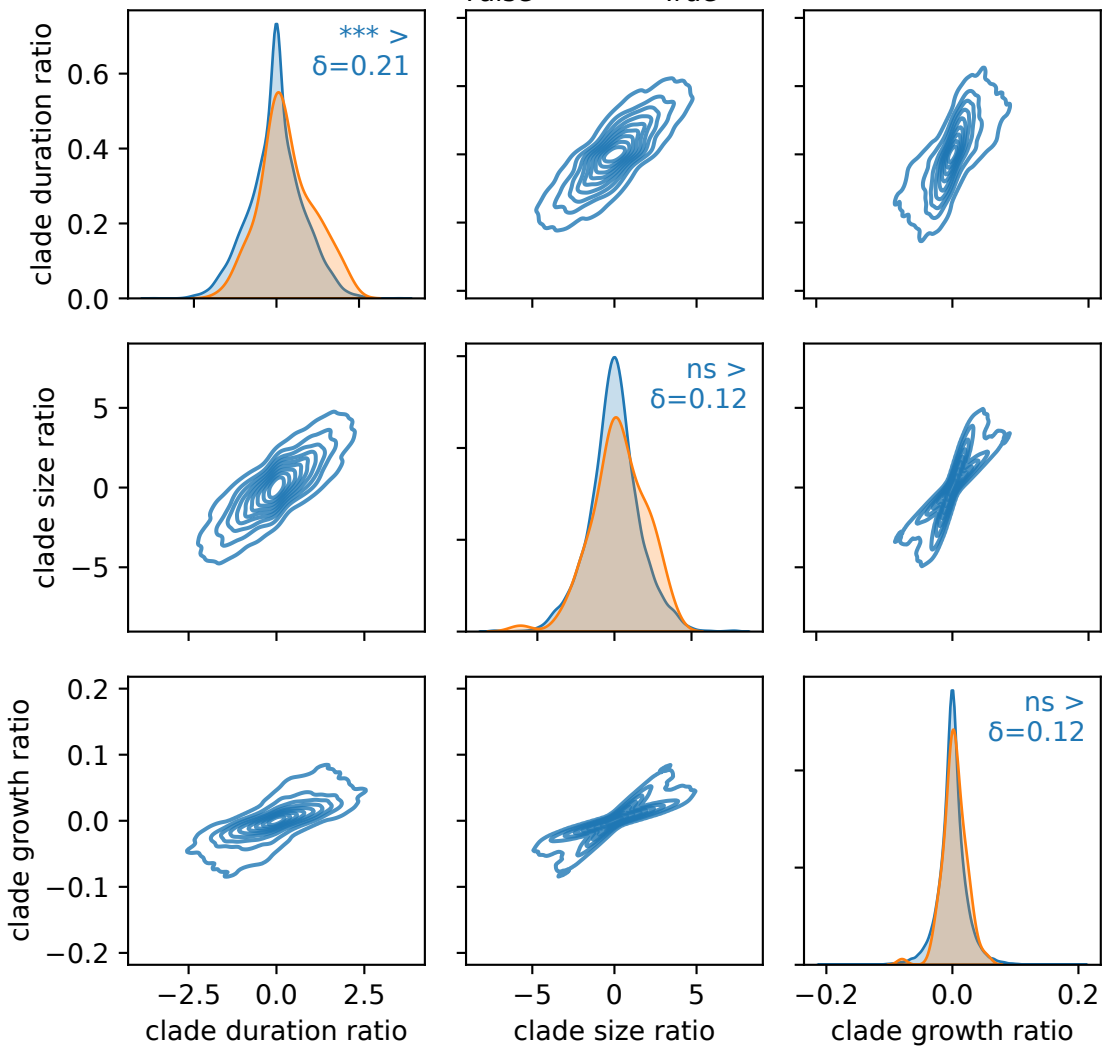 clade duration ratio
0.6
0.4
0.2
0.0
*** >
δ=0.21
clade size ratio
5
0
−5
ns >
δ=0.12
clade growth ratio
0.2
0.1
0.0
−0.1
−0.2
ns >
δ=0.12
−2.5 0.0 2.5
clade duration ratio
−5 0 5
clade size ratio
−0.2 0.0 0.2
clade growth ratio